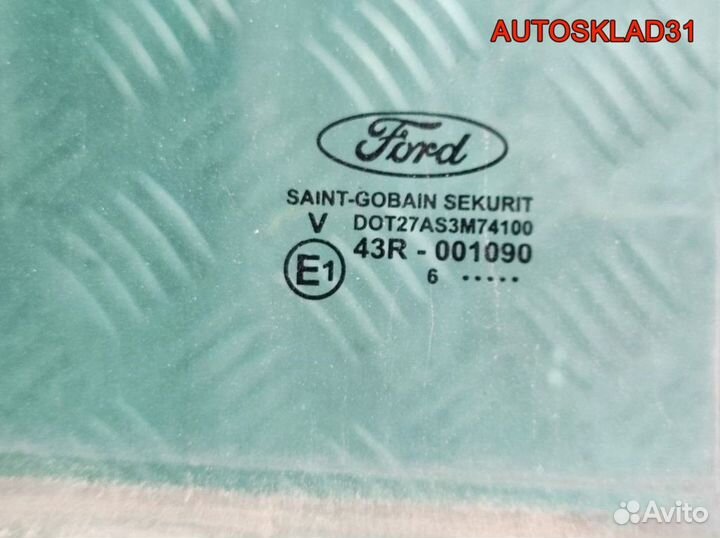 AUTOSKLAD31
Ford
SAINT-GOBAIN SEKURIT
V DOT27AS3M74100
E1 43R - 001090
6 .....
Avito